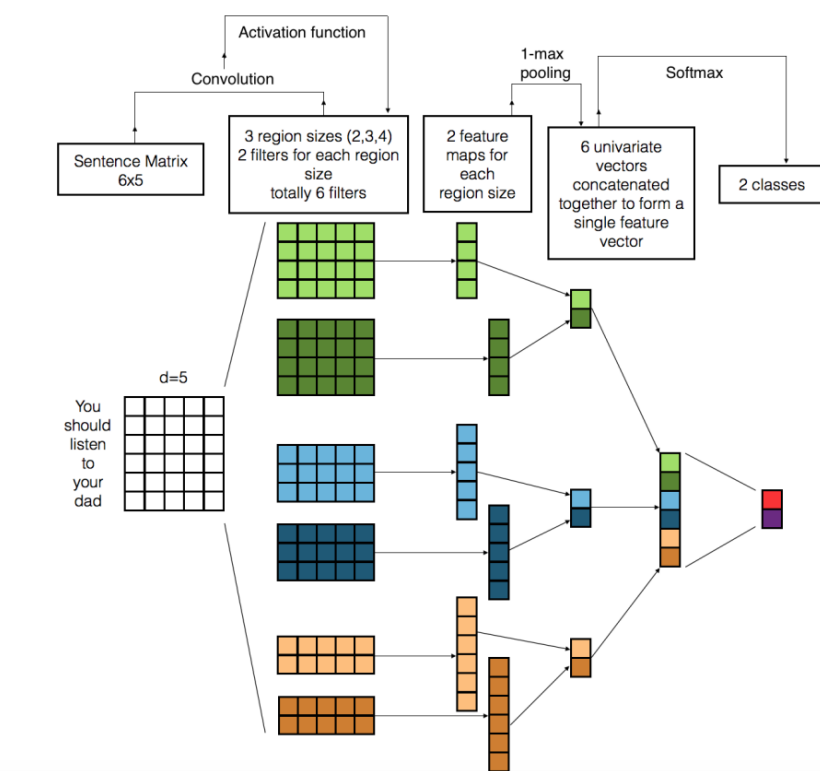 Activation function
Convolution
1-max
pooling
Softmax
Sentence Matrix
6x5
3 region sizes (2,3,4)
2 filters for each region
size
totally 6 filters
2 feature
maps for
each
region size
6 univariate
vectors
concatenated
together to form a
single feature
vector
2 classes
d=5
You
should
listen
to
your
dad